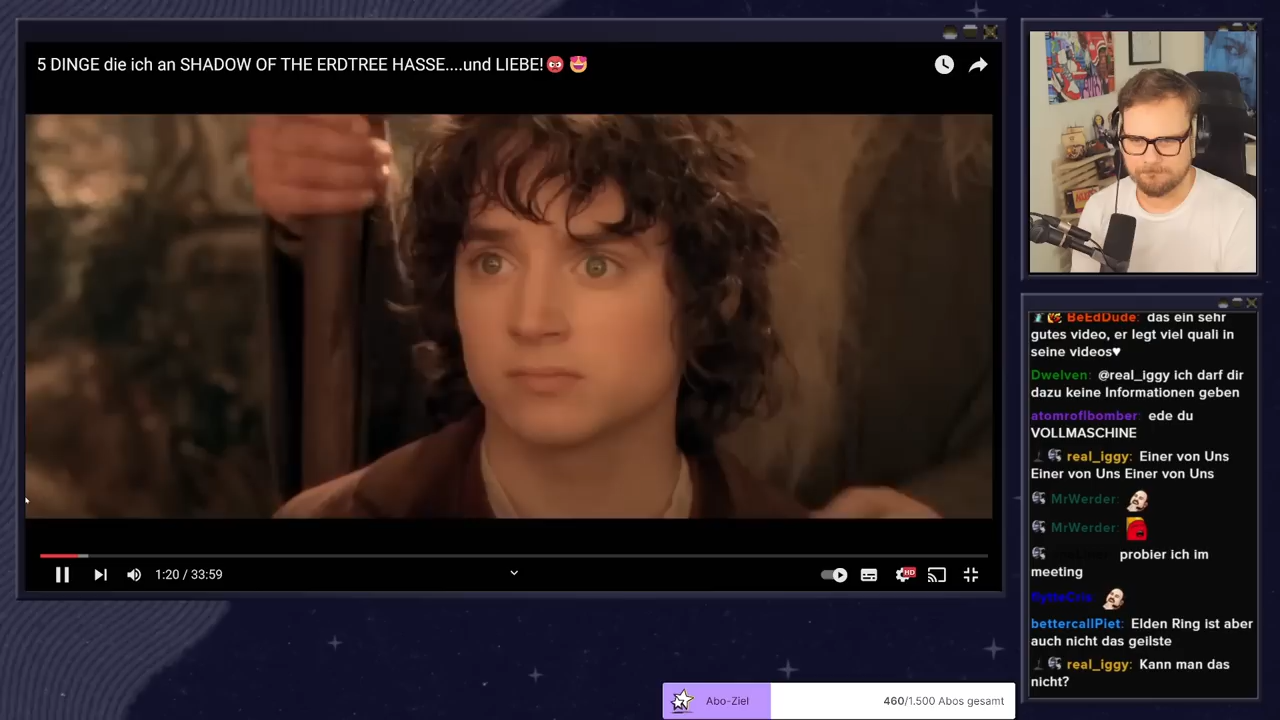 5 DINGE die ich an SHADOW OF THE ERDTREE HASSE....und LIEBE!
1:20 / 33:59
HD
BeEdDude: das ein sehr
gutes video, er legt viel quali in
seine videos♥
Dwelven: @real_iggy ich darf dir
dazu keine Informationen geben
atomroflbomber: ede du
VOLLMASCHINE
real_iggy: Einer von Uns
Einer von Uns Einer von Uns
MrWerder:
MrWerder:
probier ich im
meeting
bettercallPiet: Elden Ring ist aber
auch nicht das geilste
real_iggy: Kann man das
nicht?
Abo-Ziel
460/1.500 Abos gesamt